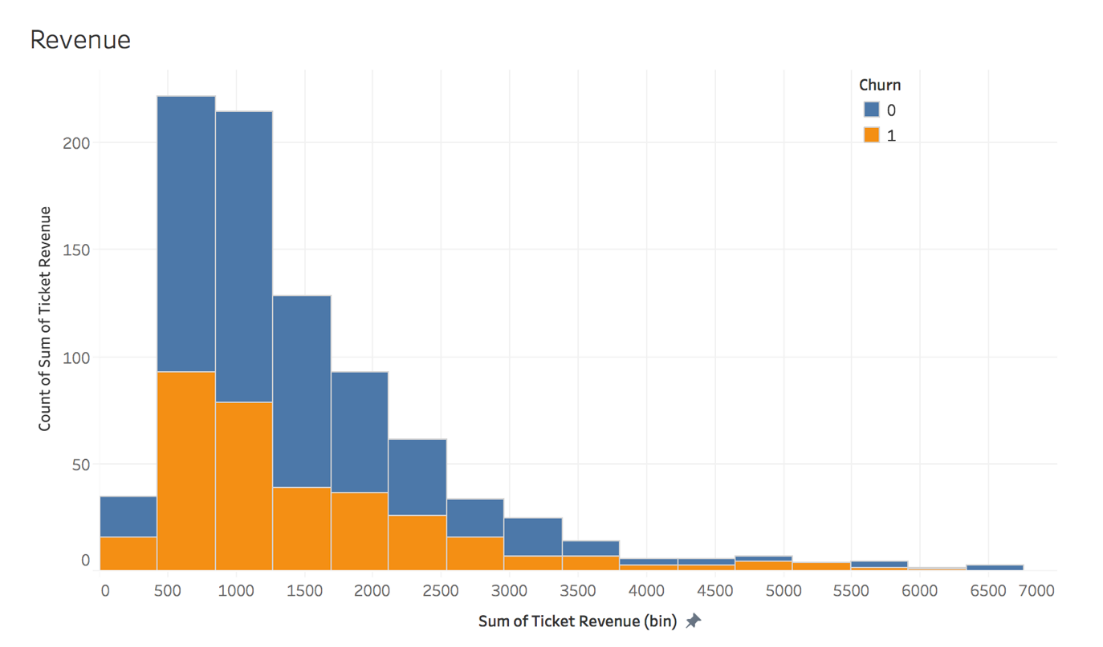 Revenue
Churn
0
1
200
150
100
50
0
Count of Sum of Ticket Revenue
0 500 1000 1500 2000 2500 3000 3500 4000 4500 5000 5500 6000 6500 7000
Sum of Ticket Revenue (bin)